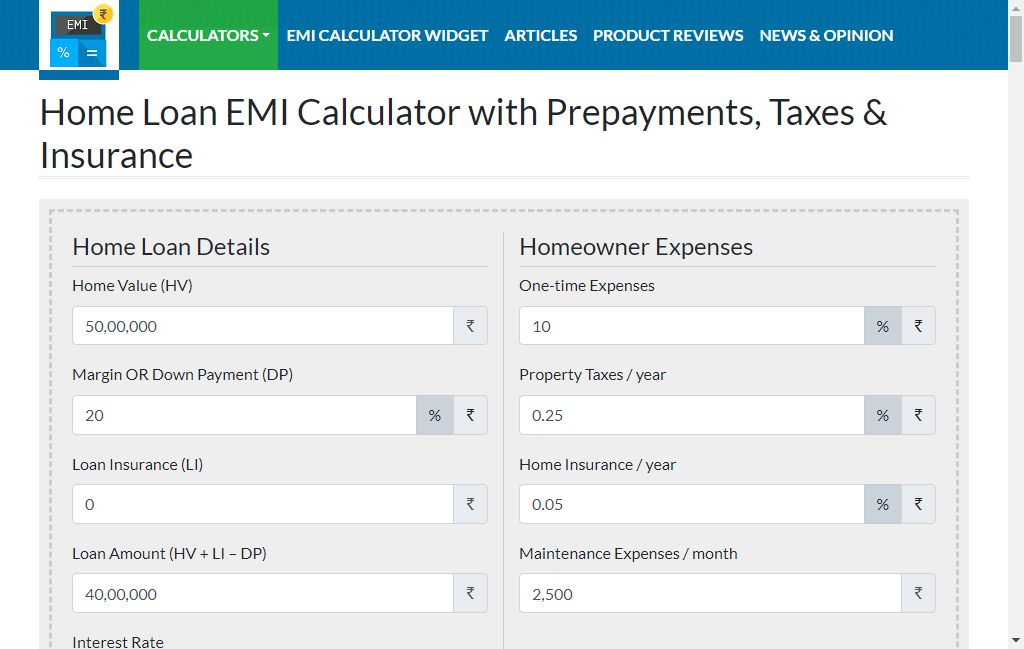 EMI ₹
% =
CALCULATORS EMI CALCULATOR WIDGET ARTICLES PRODUCT REVIEWS NEWS & OPINION
Home Loan EMI Calculator with Prepayments, Taxes &
Insurance
Home Loan Details
Home Value (HV)
50,00,000 ₹
Margin OR Down Payment (DP)
20 % ₹
Loan Insurance (LI)
0 ₹
Loan Amount (HV + LI – DP)
40,00,000 ₹
Interest Rate
Homeowner Expenses
One-time Expenses
10 % ₹
Property Taxes / year
0.25 % ₹
Home Insurance / year
0.05 % ₹
Maintenance Expenses / month
2,500 ₹